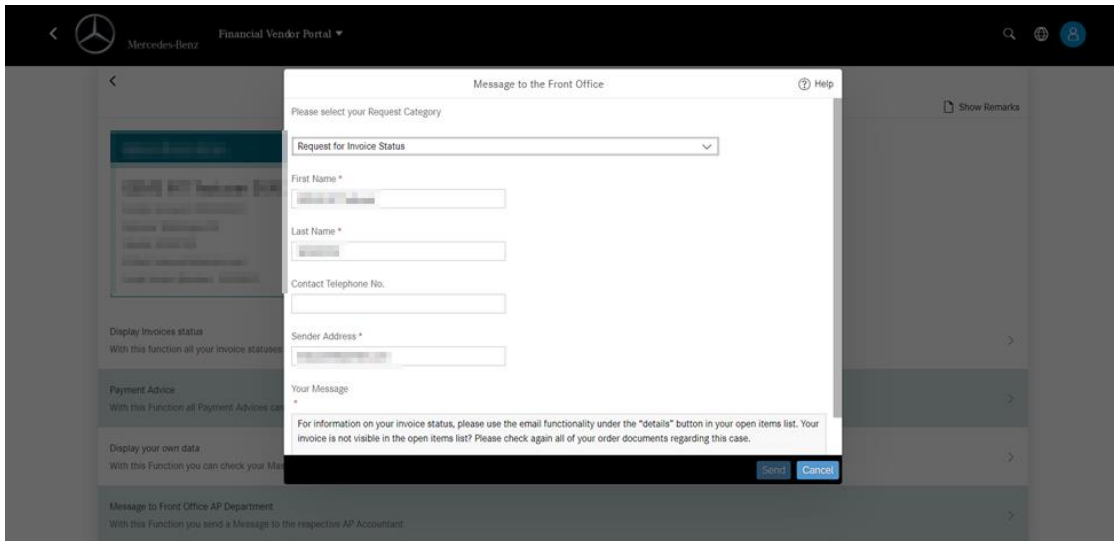 Mercedes-Benz
Financial Vendor Portal
Message to the Front Office
Help
Show Remarks
Please select your Request Category
Request for Invoice Status
First Name *
Last Name *
Contact Telephone No.
Sender Address *
Your Message
*
For information on your invoice status, please use the email functionality under the "details" button in your open items list. Your
invoice is not visible in the open items list? Please check again all of your order documents regarding this case.
Send Cancel
Display Invoices status
With this function all your invoice statuses
Payment Advice
With this Function all Payment Advices can
Display your own data
With this Function you can check your
Message to Front Office AP Department
With this Function you send a Message to the respective AP Accountant